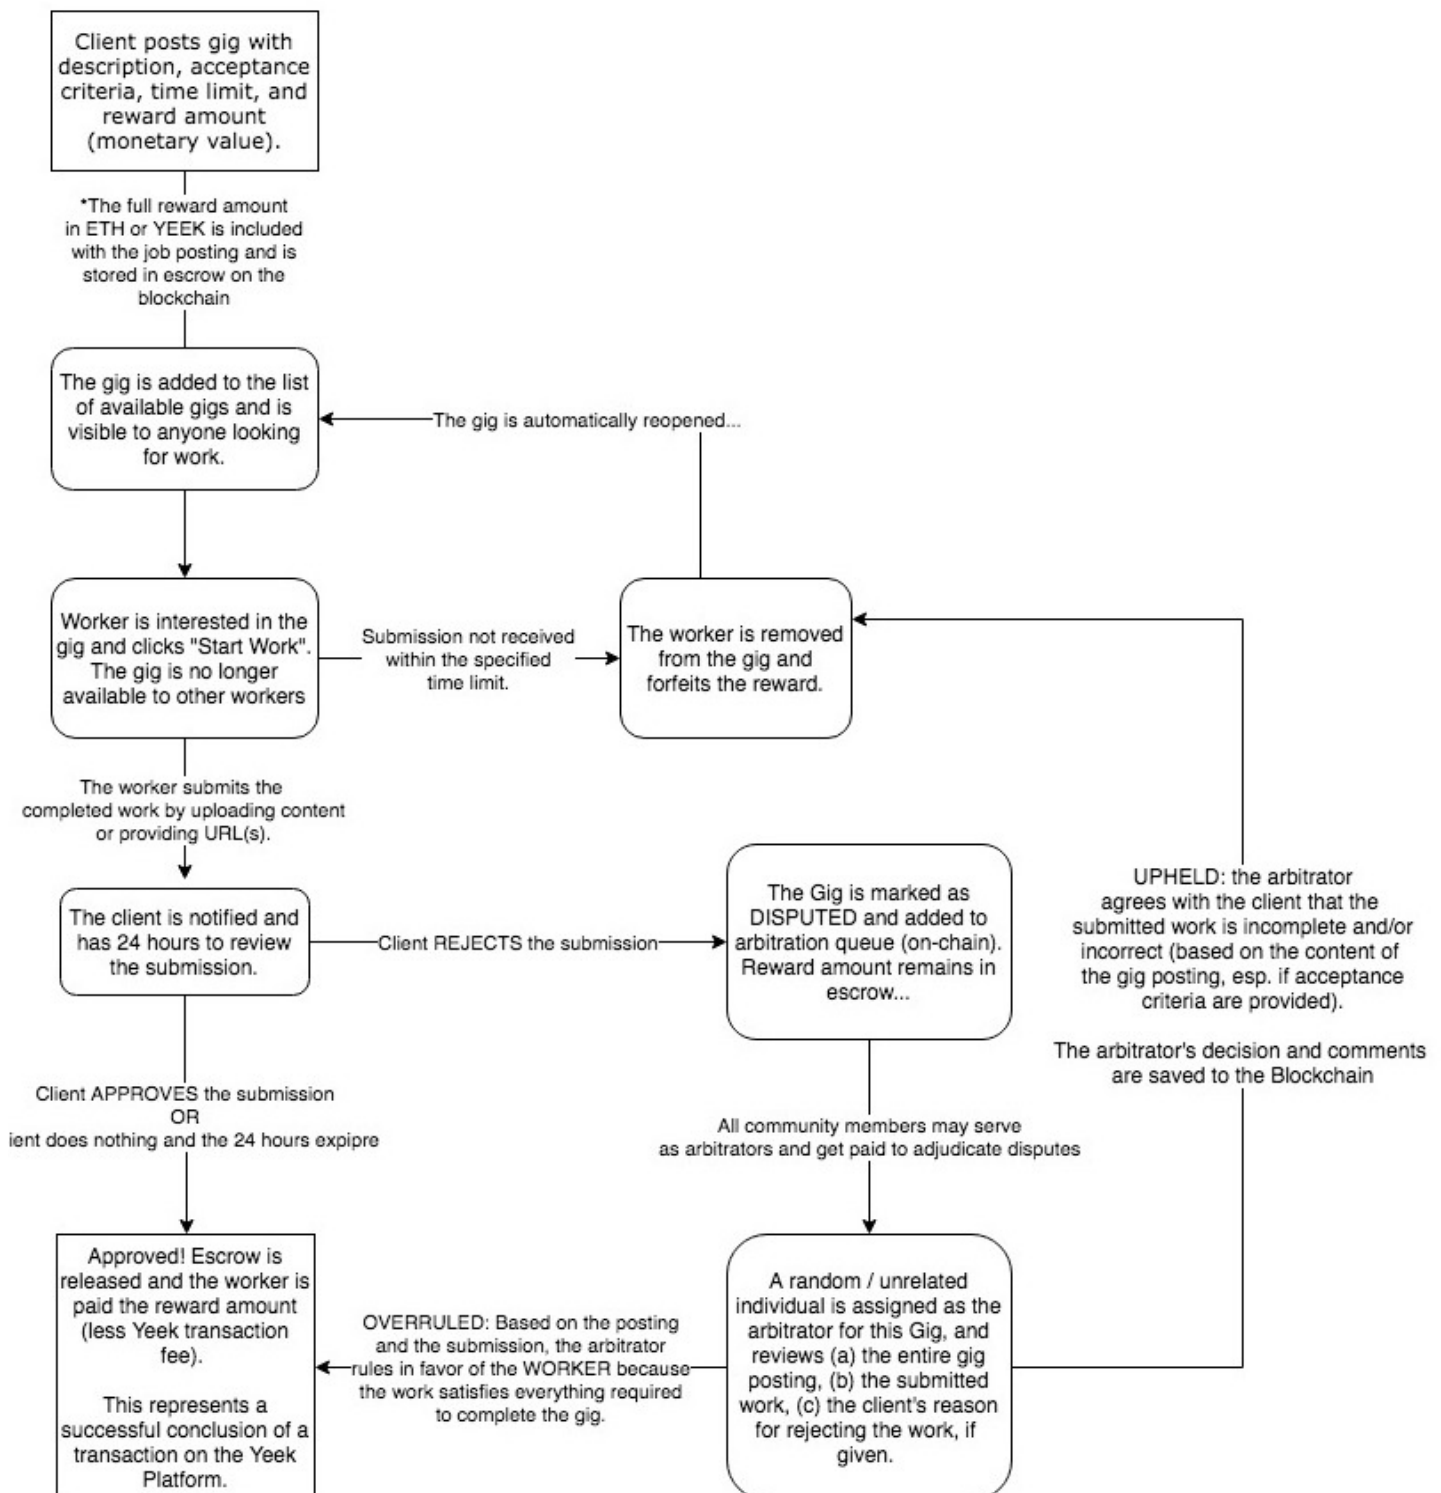 Client posts gig with
description, acceptance
criteria, time limit, and
reward amount
(monetary value).
*The full reward amount
in ETH or YEEK is included
with the job posting and is
stored in escrow on the
blockchain
The gig is added to the list
of available gigs and is
visible to anyone looking
for work.
The gig is automatically reopened...
Worker is interested in the
gig and clicks "Start Work".
The gig is no longer
available to other workers
Submission not received
within the specified
time limit.
The worker is removed
from the gig and
forfeits the reward.
The worker submits the
completed work by uploading content
or providing URL(s).
The client is notified and
has 24 hours to review
the submission.
Client REJECTS the submission
The Gig is marked as
DISPUTED and added to
arbitration queue (on-chain).
Reward amount remains in
escrow...
UPHELD: the arbitrator
agrees with the client that the
submitted work is incomplete and/or
incorrect (based on the content of
the gig posting, esp. if acceptance
criteria are provided).
The arbitrator's decision and comments
are saved to the Blockchain
Client APPROVES the submission
OR
ient does nothing and the 24 hours expipre
All community members may serve
as arbitrators and get paid to adjudicate disputes
Approved! Escrow is
released and the worker is
paid the reward amount
(less Yeek transaction
fee).
This represents a
successful conclusion of a
transaction on the Yeek
Platform.
OVERRULED: Based on the posting
and the submission, the arbitrator
rules in favor of the WORKER because
the work satisfies everything required
to complete the gig.
A random / unrelated
individual is assigned as the
arbitrator for this Gig, and
reviews (a) the entire gig
posting, (b) the submitted
work, (c) the client's reason
for rejecting the work, if
given.